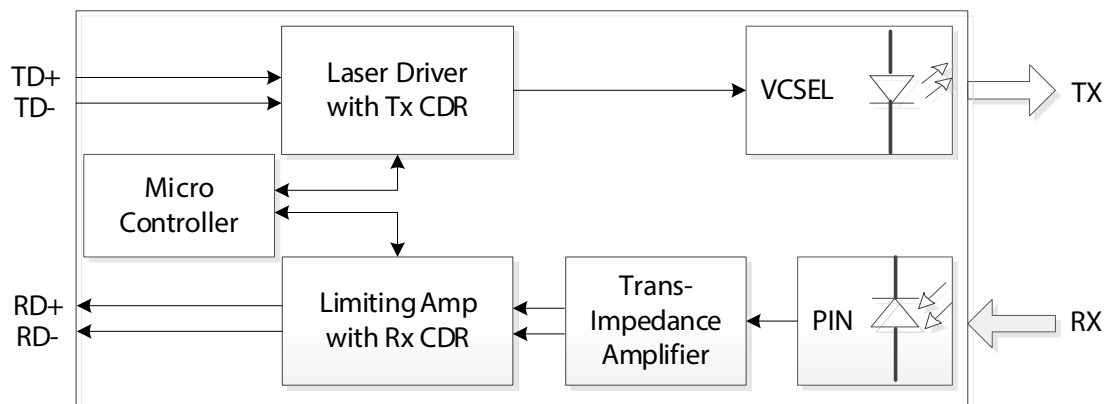 TD+
TD-
Laser Driver
with Tx CDR
VCSEL
TX
Micro
Controller
RD+
RD-
Limiting Amp
with Rx CDR
Trans-
Impedance
Amplifier
PIN
RX